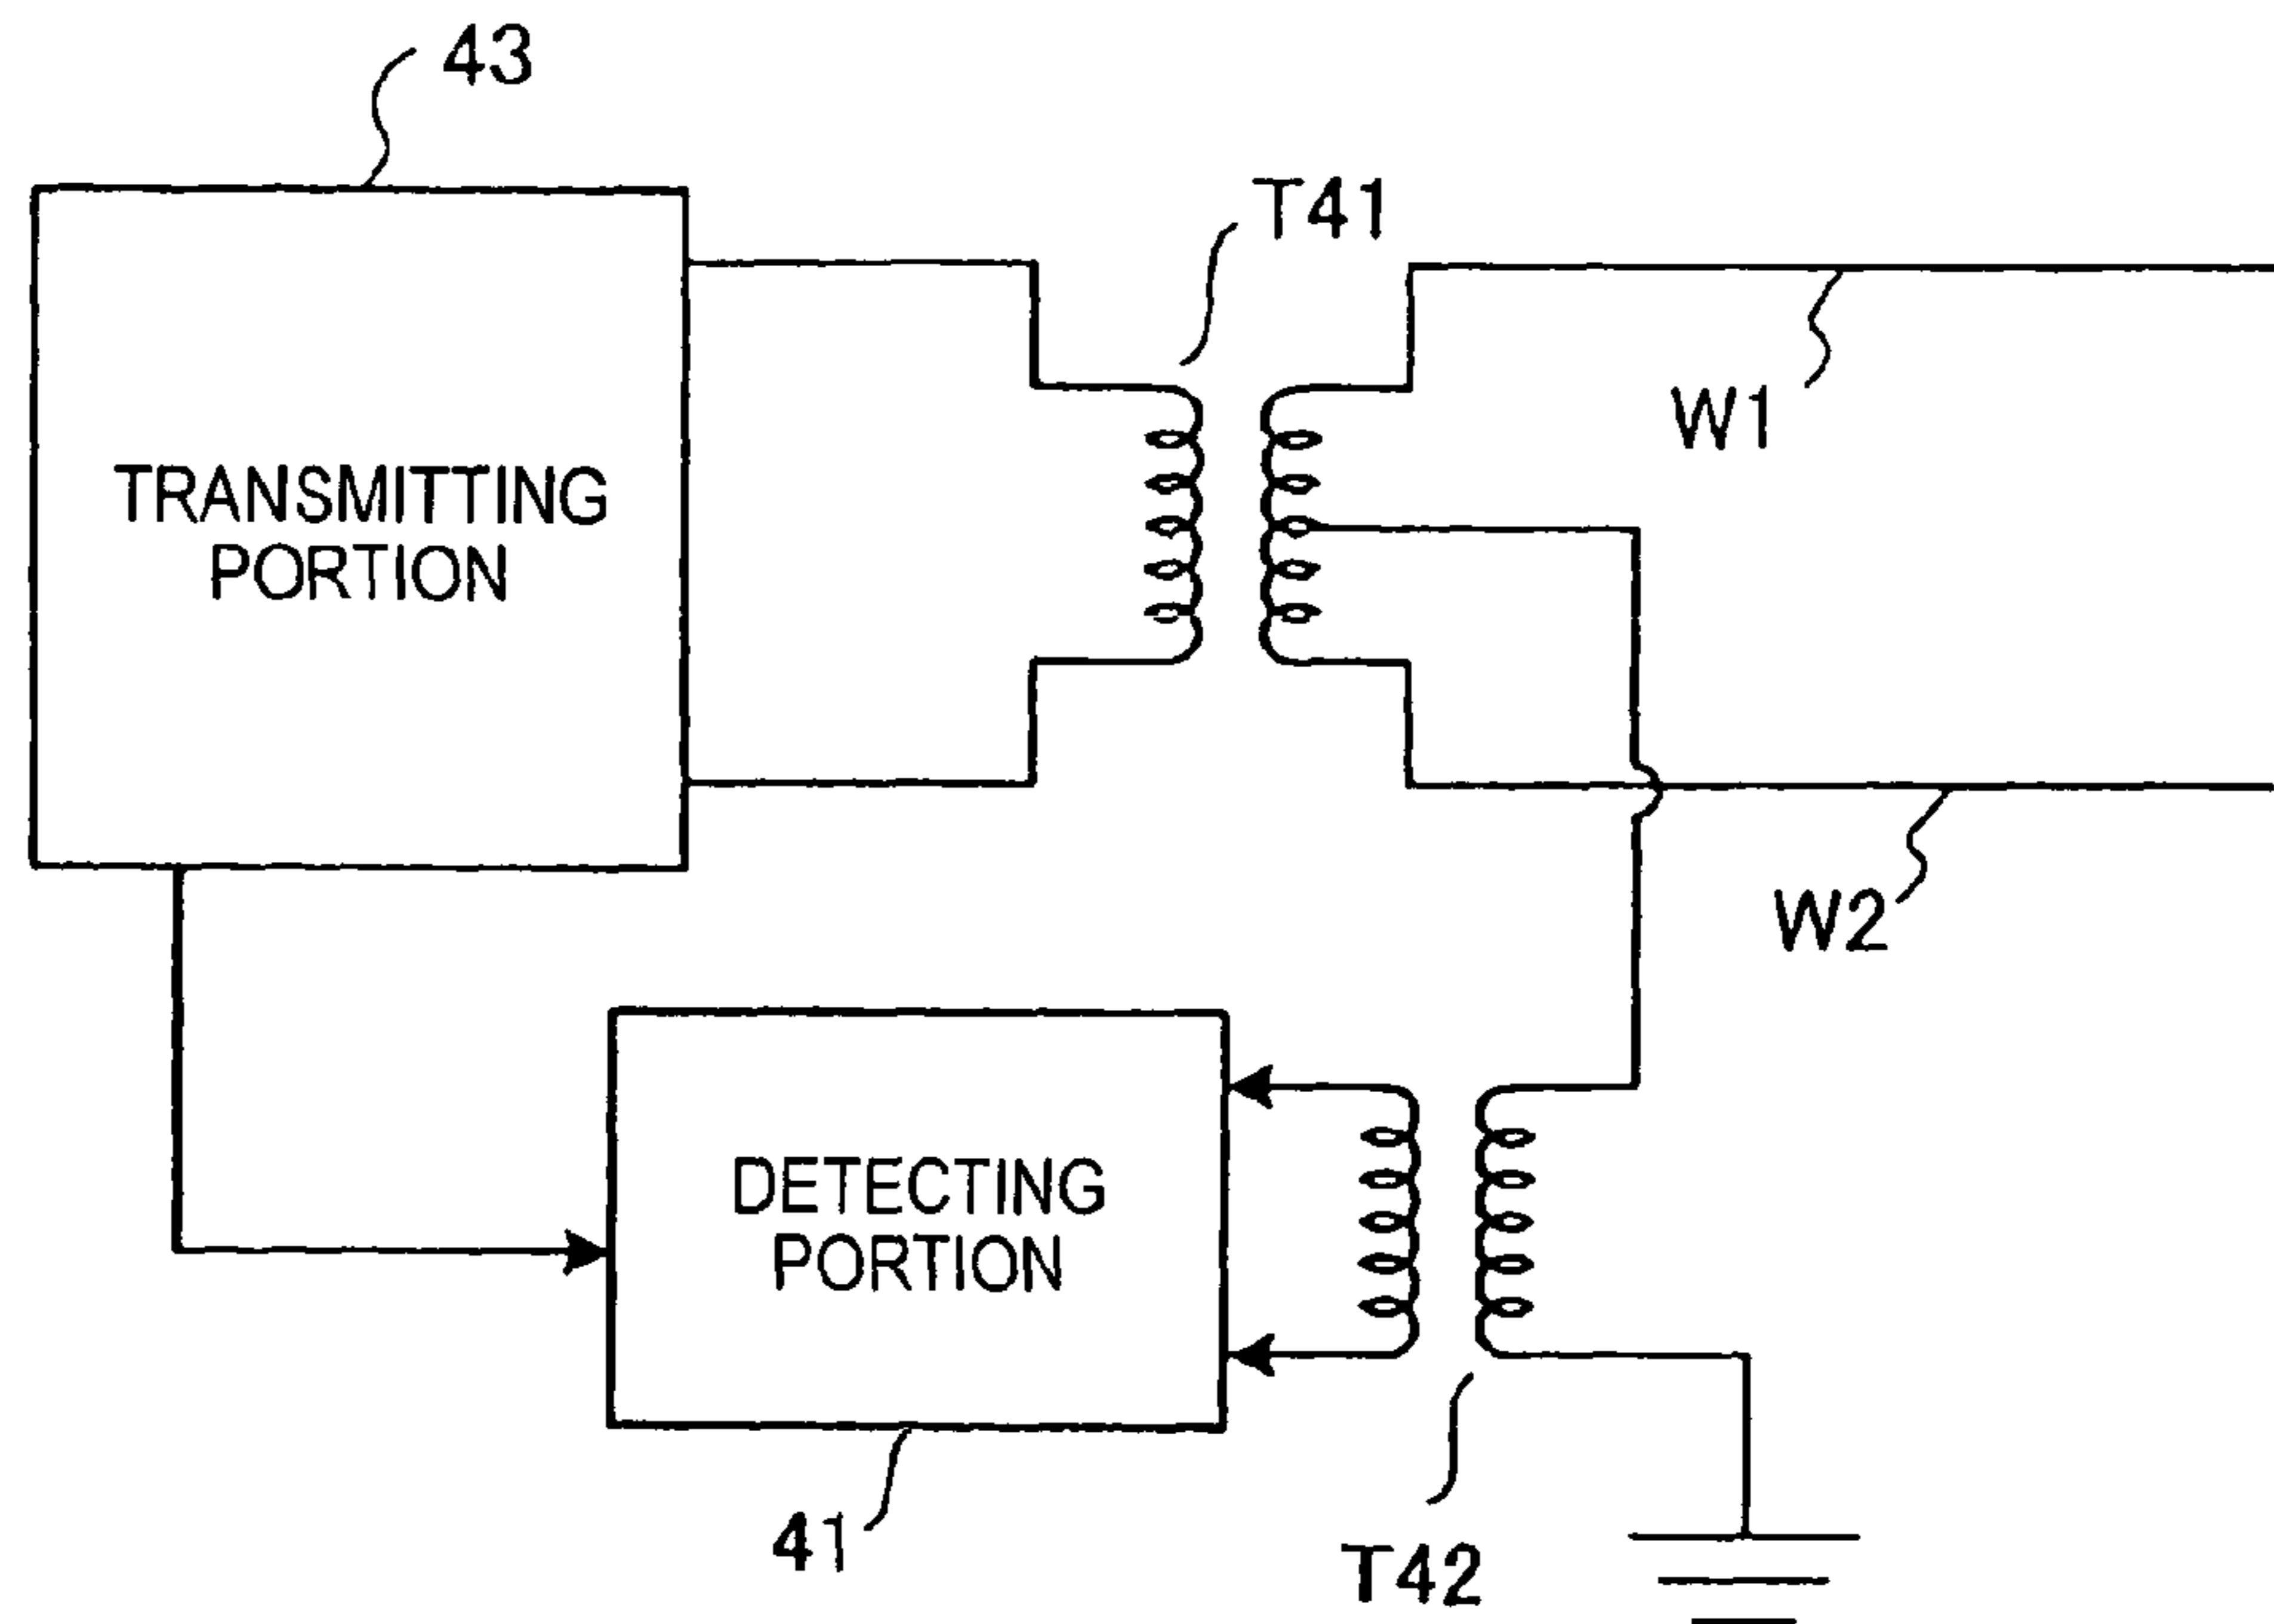 43
T41
W1
TRANSMITTING
PORTION
W2
DETECTING
PORTION
41
T42